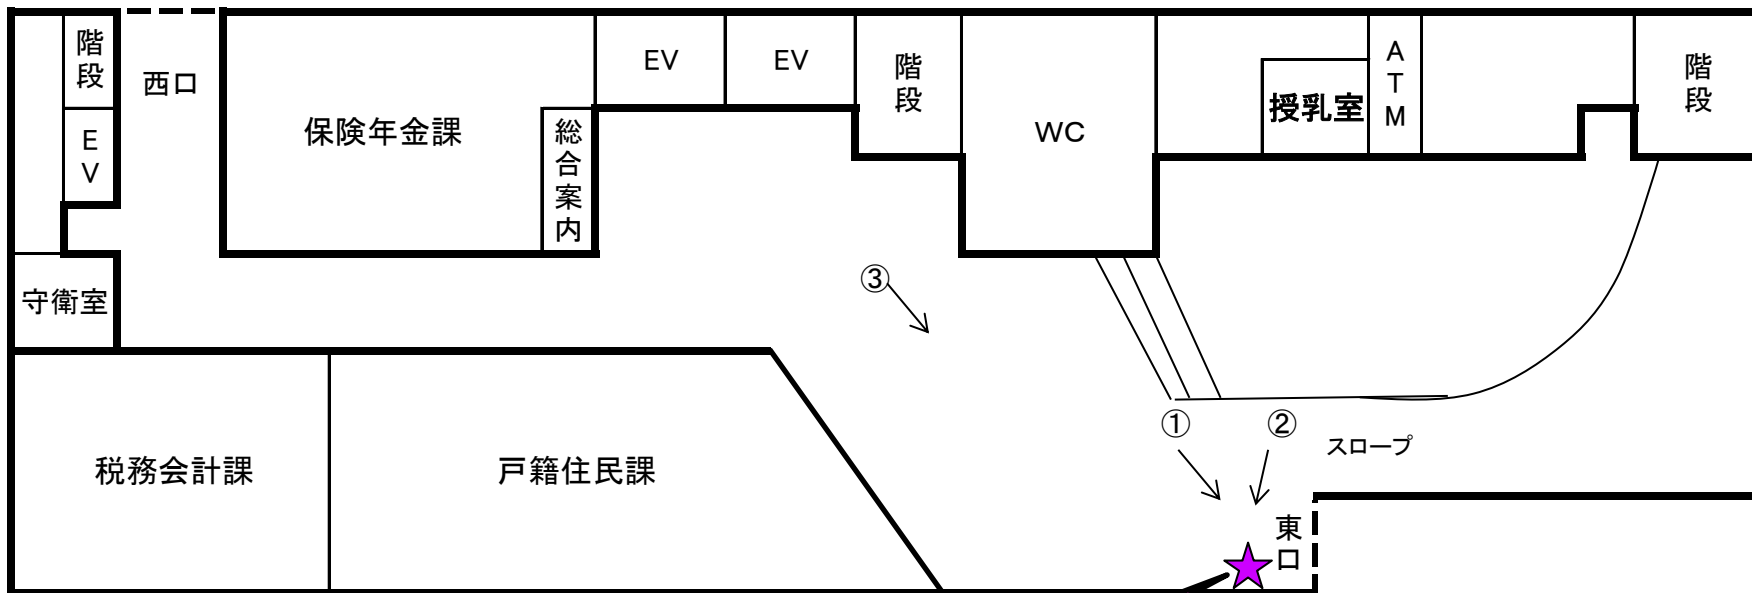 階段
西口
EV
保険年金課
総合案内
EV
EV
階段
WC
授乳室
ATM
階段
守衛室
③
税務会計課
戸籍住民課
①
②
スロープ
東口